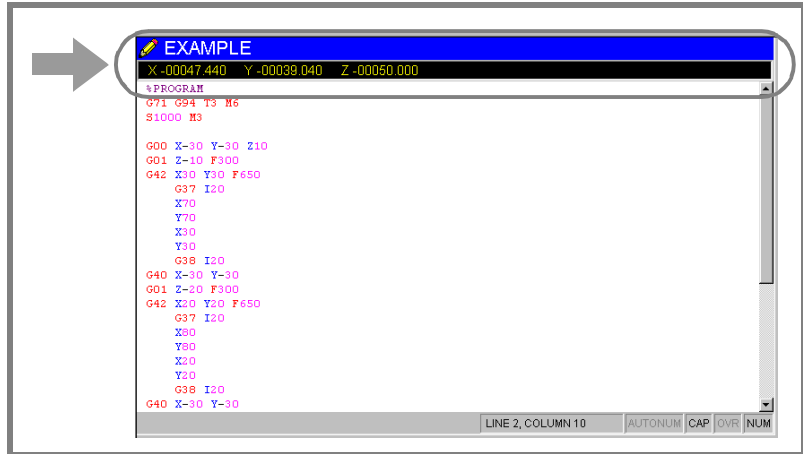 EXAMPLE
X -00047.440 Y -00039.040 Z -00050.000
%PROGRAM
G71 G94 T3 M6
S1000 M3
G00 X-30 Y-30 Z10
G01 Z-10 F300
G42 X30 Y30 F650
G37 I20
X70
Y70
X30
Y30
G38 I20
G40 X-30 Y-30
G01 Z-20 F300
G42 X20 Y20 F650
G37 I20
X80
Y80
X20
Y20
G38 I20
G40 X-30 Y-30
LINE 2, COLUMN 10 AUTONUM CAP OVR NUM